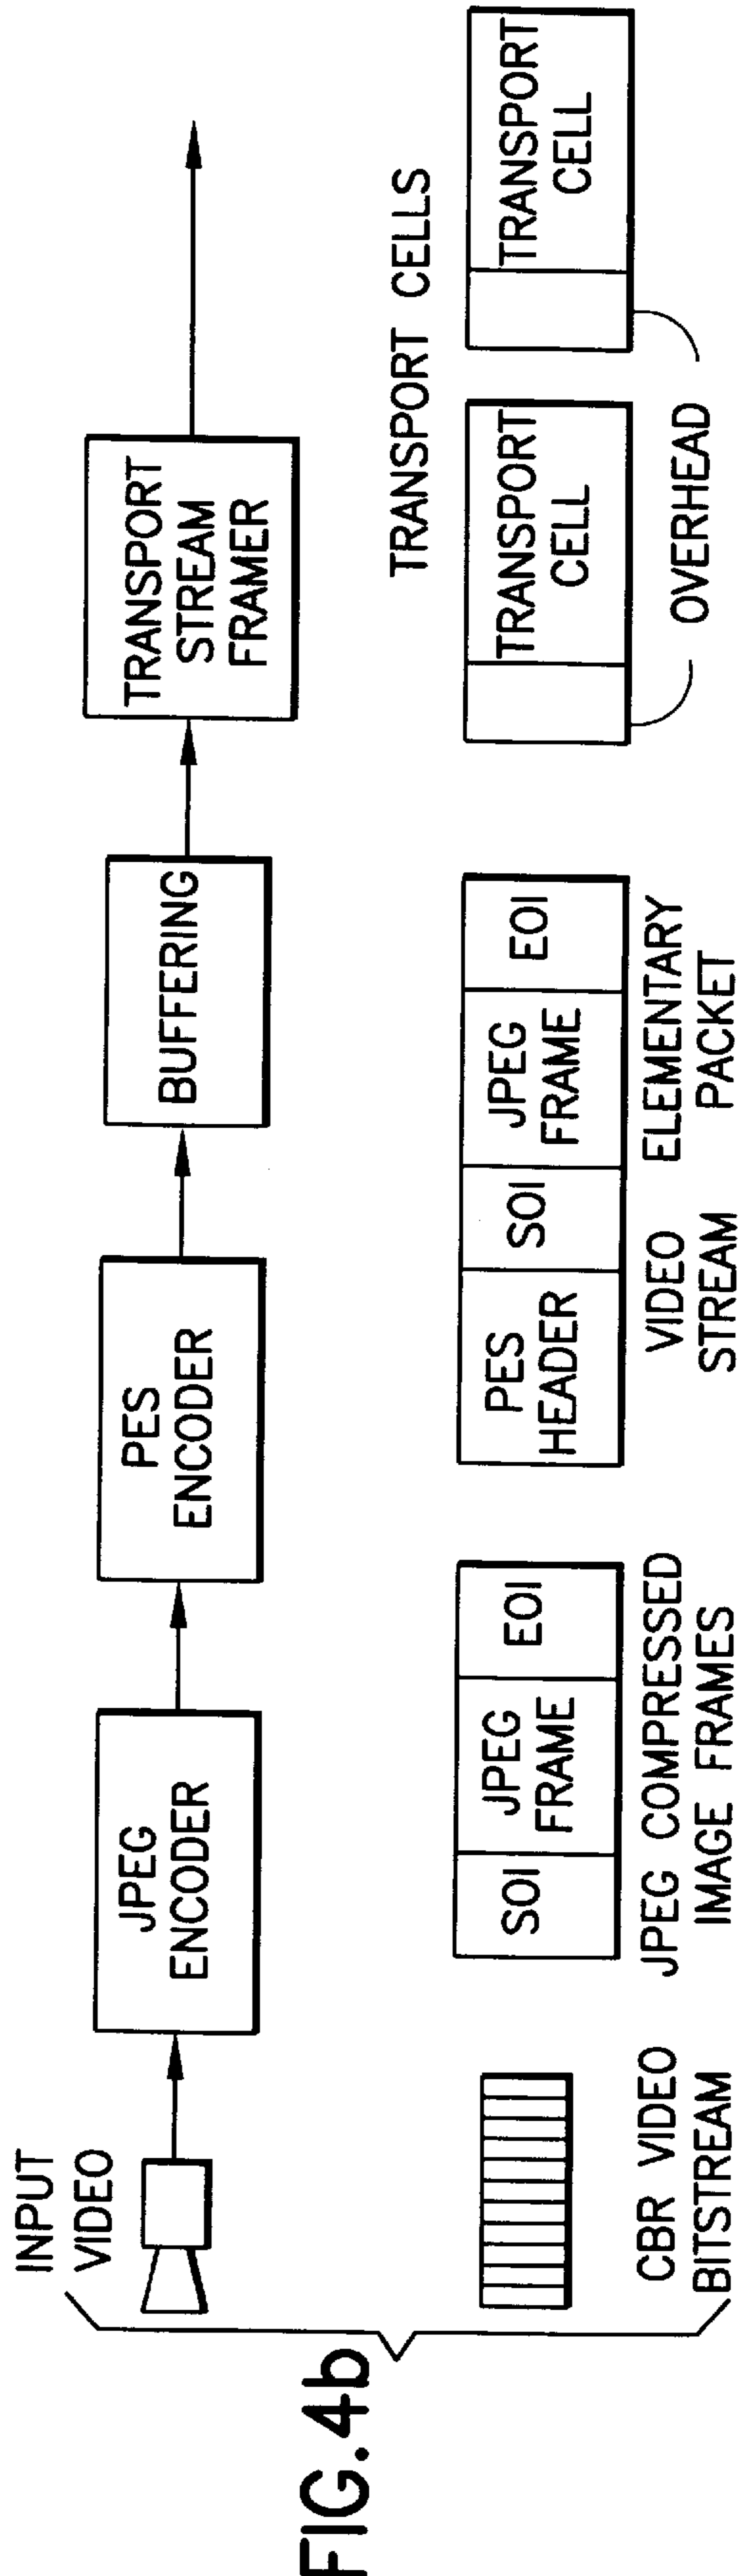 FIG.4b
INPUT
VIDEO
JPEG
ENCODER
PES
ENCODER
BUFFERING
TRANSPORT
STREAM
FRAMER
CBR VIDEO
BITSTREAM
SOI
JPEG
FRAME
EOI
JPEG COMPRESSED
IMAGE FRAMES
PES
HEADER
SOI
JPEG
FRAME
EOI
VIDEO ELEMENTARY
STREAM PACKET
TRANSPORT CELLS
TRANSPORT
CELL
TRANSPORT
CELL
OVERHEAD